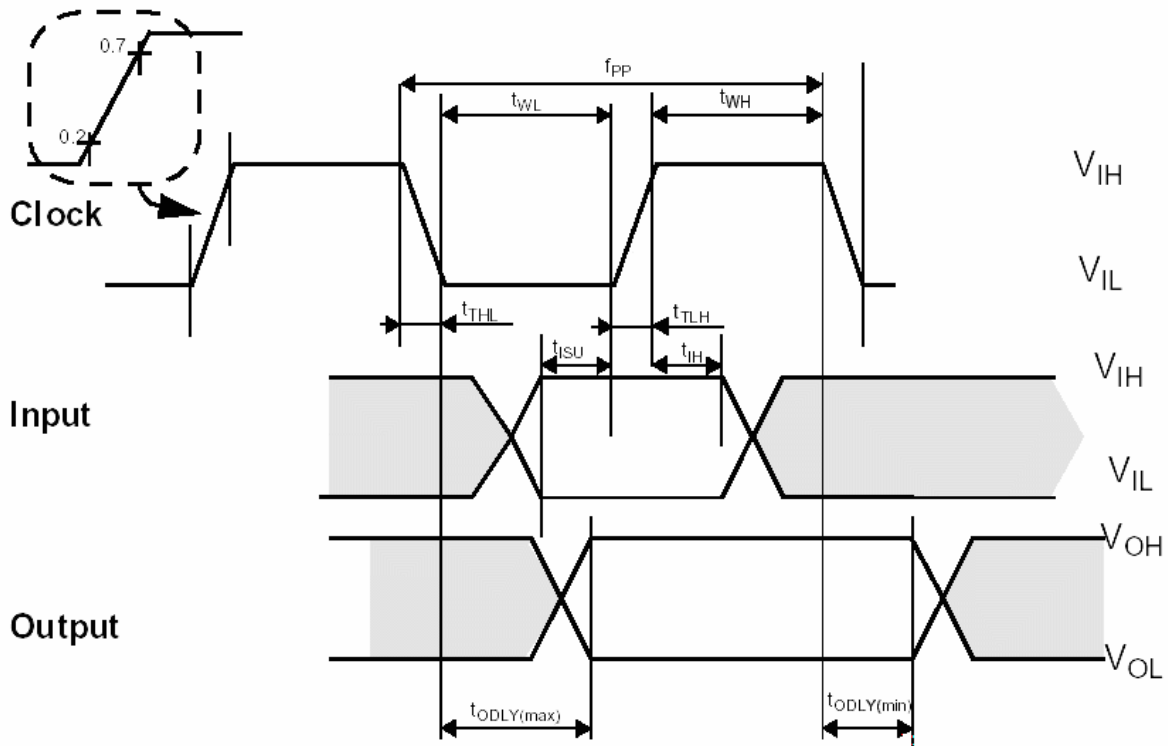 0.7
0.2
fPP
tWL
tWH
Clock
VIH
VIL
tTHL
tTLH
tISU
tIH
Input
VIH
VIL
Output
VOH
VOL
tODLY(max)
tODLY(min)